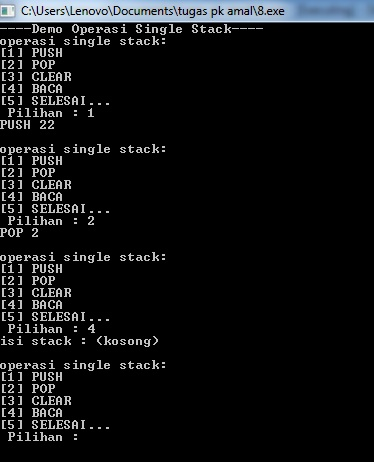 C:\Users\Lenovo\Documents\tugas pk amal\8.exe
----Demo Operasi Single Stack----
operasi single stack:
[1] PUSH
[2] POP
[3] CLEAR
[4] BACA
[5] SELESAI...
Pilihan : 1
PUSH 22
operasi single stack:
[1] PUSH
[2] POP
[3] CLEAR
[4] BACA
[5] SELESAI...
Pilihan : 2
POP 2
operasi single stack:
[1] PUSH
[2] POP
[3] CLEAR
[4] BACA
[5] SELESAI...
Pilihan : 4
isi stack : (kosong)
operasi single stack:
[1] PUSH
[2] POP
[3] CLEAR
[4] BACA
[5] SELESAI...
Pilihan :